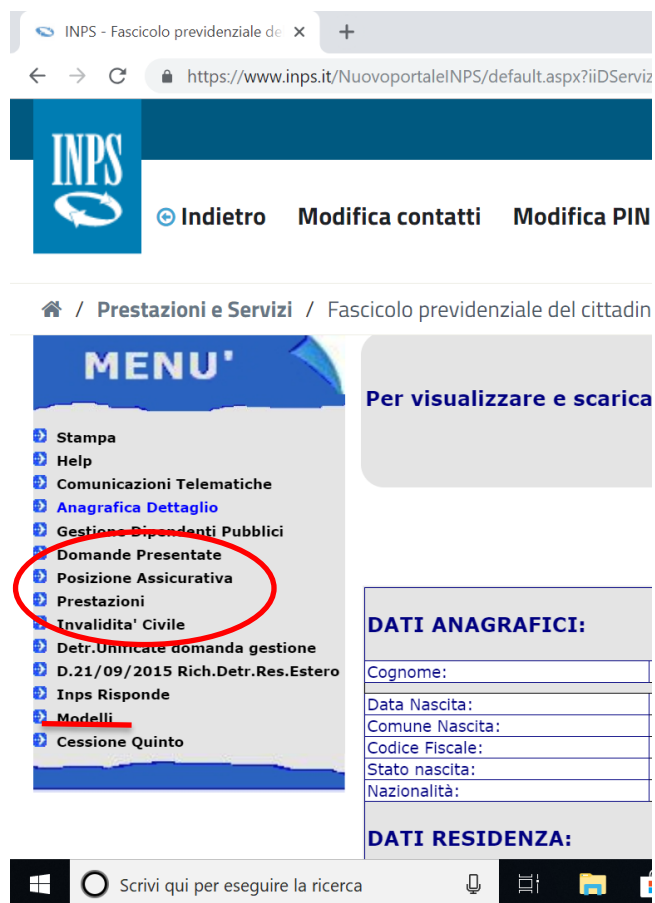 INPS - Fascicolo previdenziale de
https://www.inps.it/NuovoportaleINPS/default.aspx?iiDServiz
INPS
Indietro Modifica contatti Modifica PIN
/ Prestazioni e Servizi / Fascicolo previdenziale del cittadin
MENU'
Per visualizzare e scarica
Stampa
Help
Comunicazioni Telematiche
Anagrafica Dettaglio
Gestione Dipendenti Pubblici
Domande Presentate
Posizione Assicurativa
Prestazioni
Invalidita' Civile
Detr.Unificate domanda gestione
D.21/09/2015 Rich.Detr.Res.Estero
Inps Risponde
Modelli
Cessione Quinto
DATI ANAGRAFICI:
Cognome:
Data Nascita:
Comune Nascita:
Codice Fiscale:
Stato nascita:
Nazionalità:
DATI RESIDENZA:
Scrivi qui per eseguire la ricerca